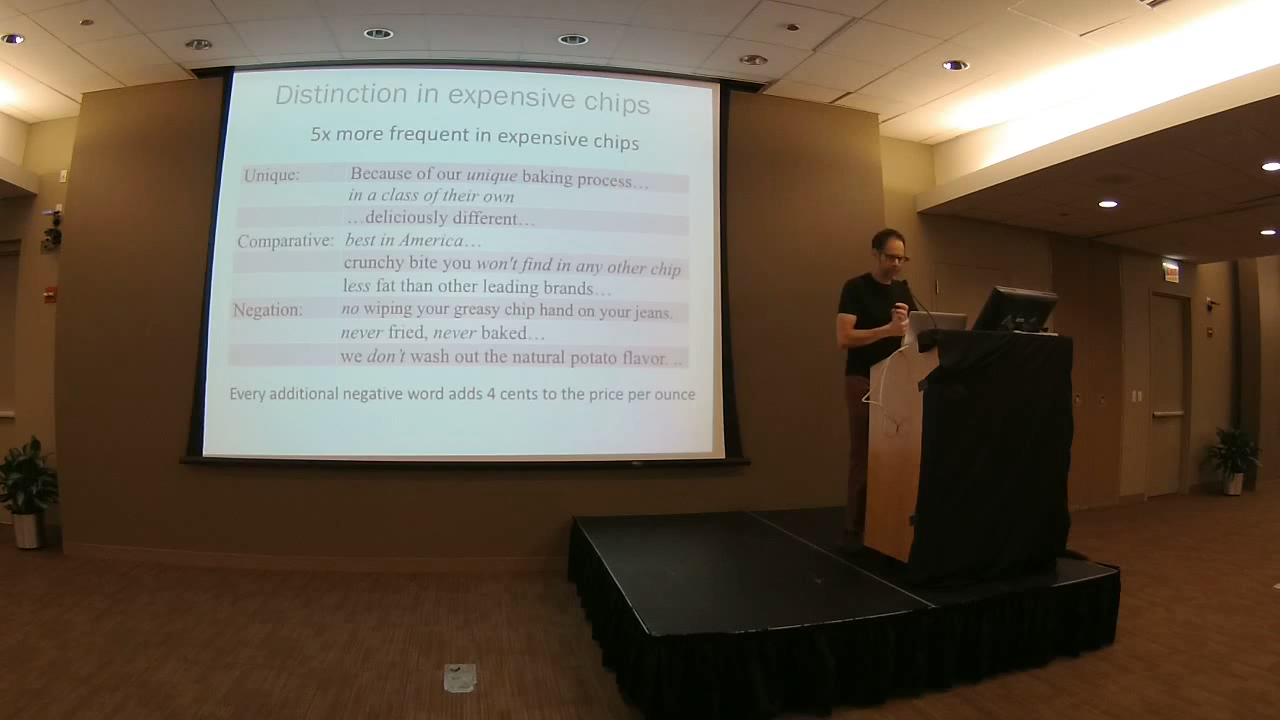 Distinction in expensive chips
5x more frequent in expensive chips
Unique: Because of our unique baking process…
in a class of their own
…deliciously different…
Comparative: best in America…
crunchy bite you won't find in any other chip
less fat than other leading brands…
Negation: no wiping your greasy chip hand on your jeans.
never fried, never baked…
we don't wash out the natural potato flavor…
Every additional negative word adds 4 cents to the price per ounce